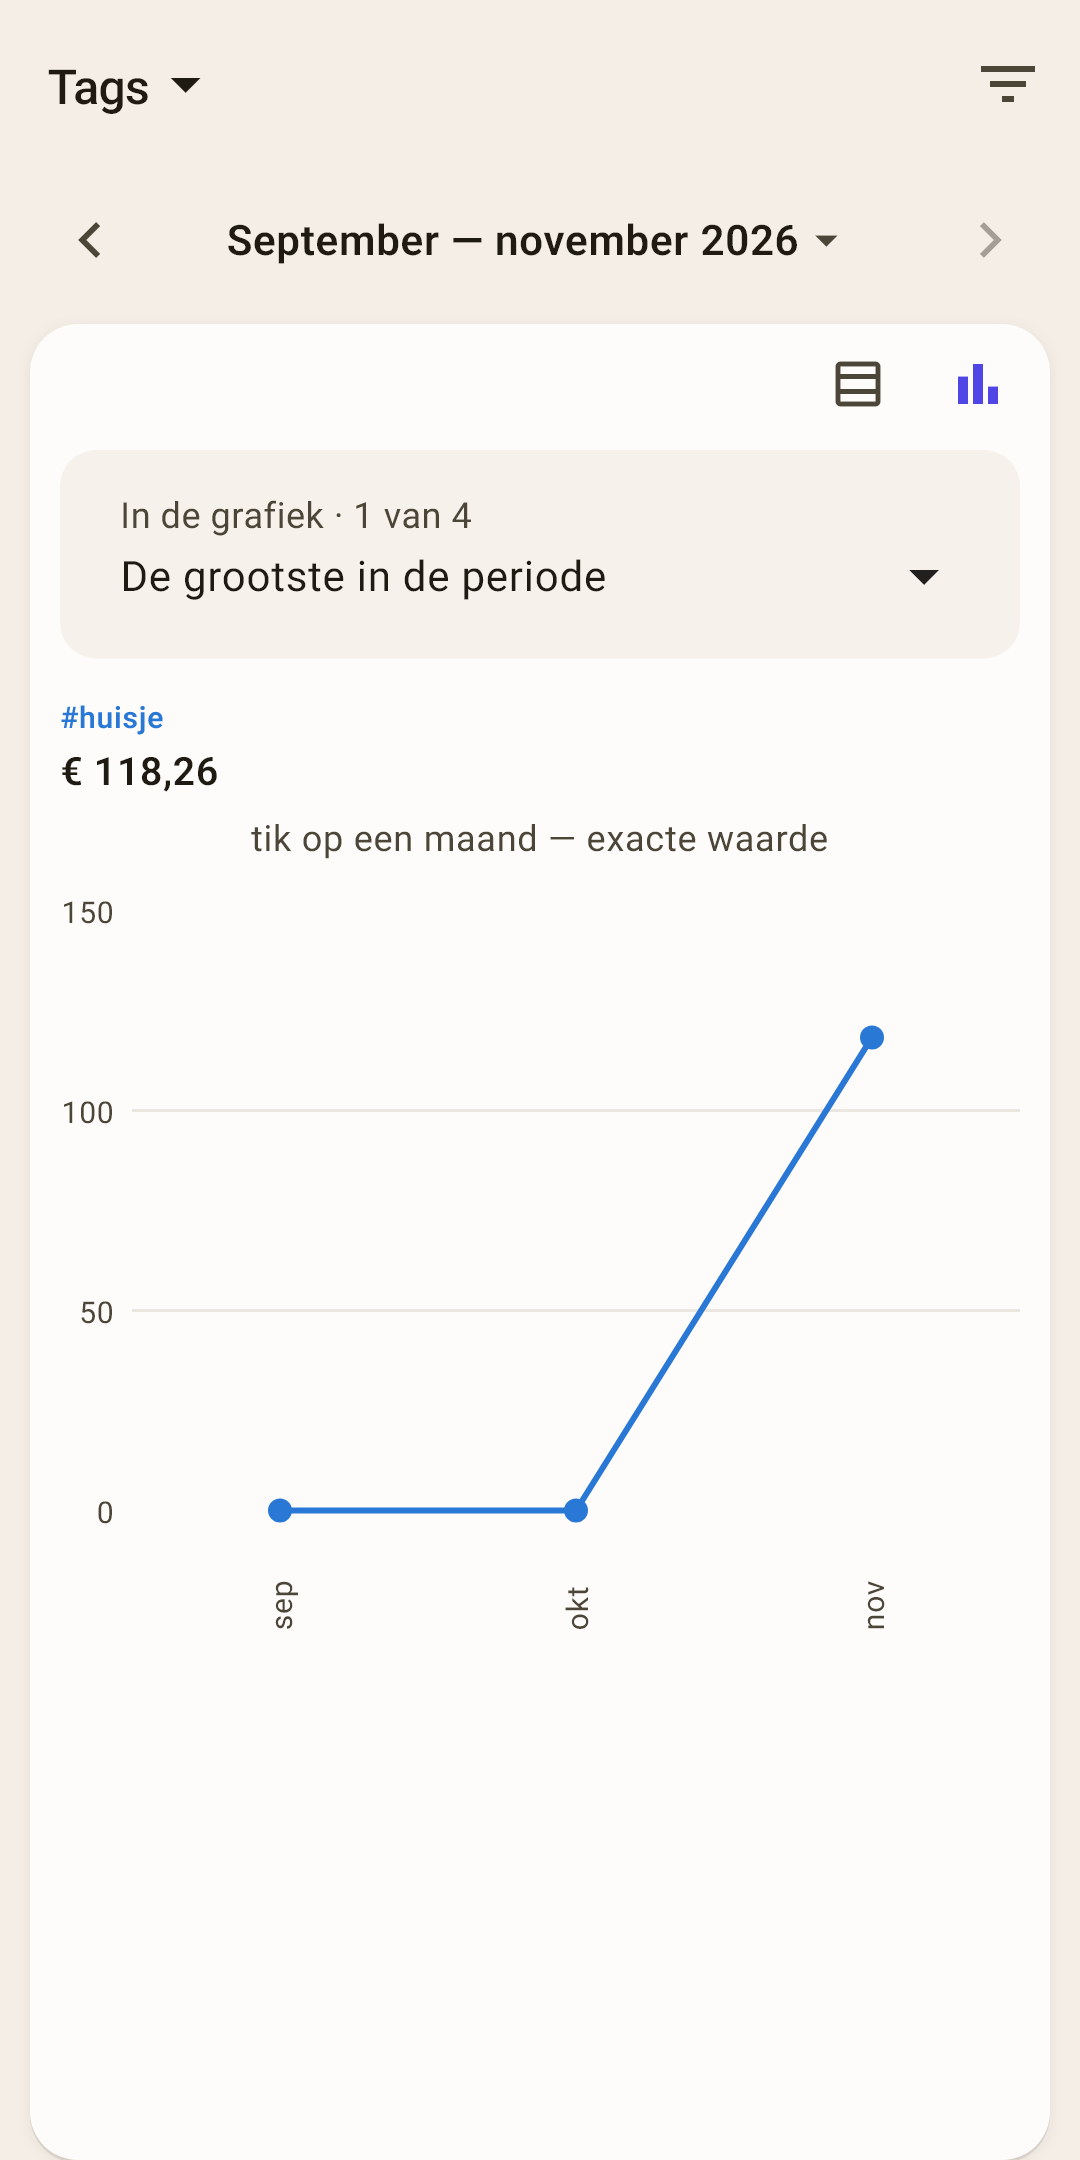 Tags
September — november 2026
In de grafiek · 1 van 4
De grootste in de periode
#huisje
€ 118,26
tik op een maand — exacte waarde
150
100
50
0
sep
okt
nov